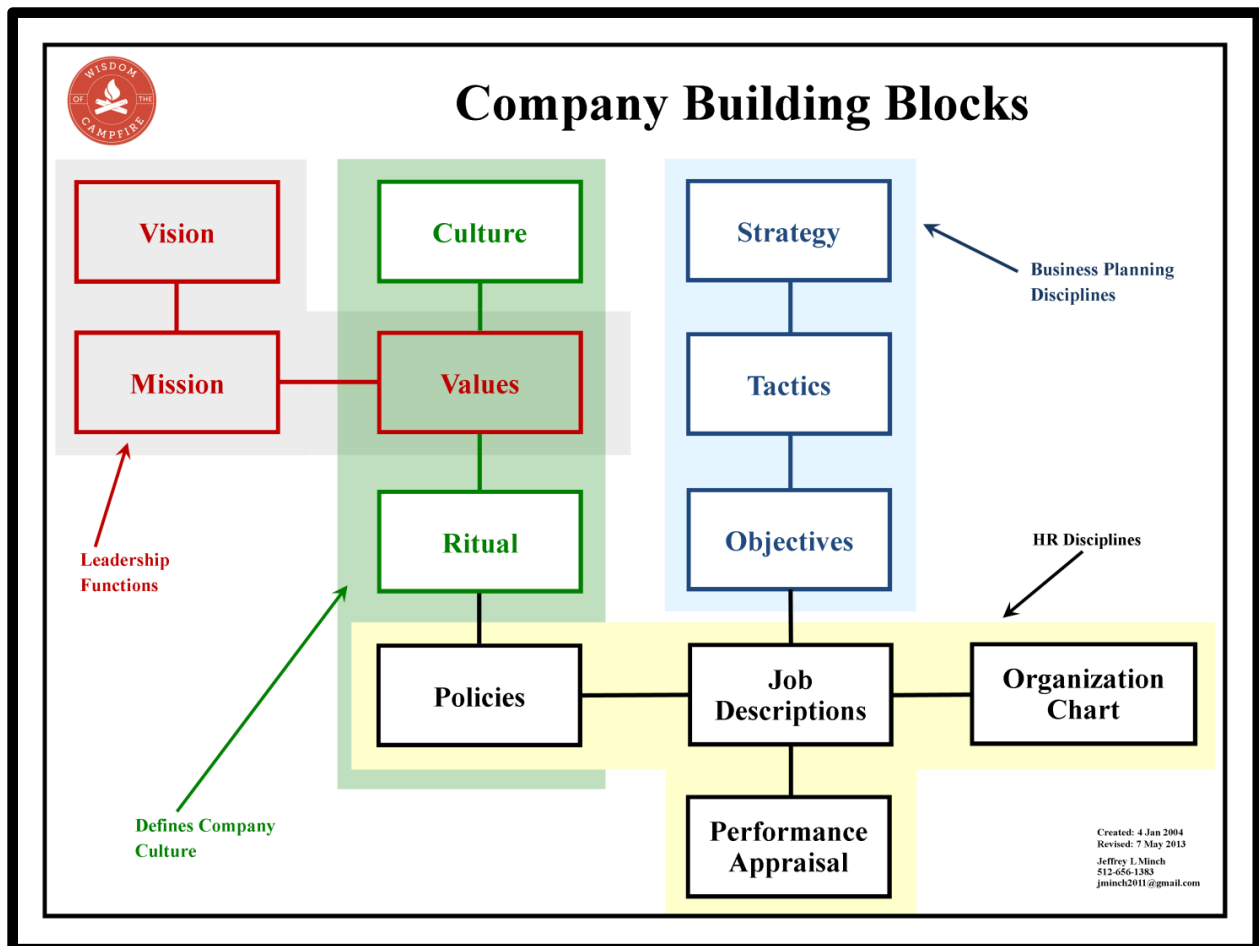 WISDOM
OF THE
CAMPFIRE
Company Building Blocks
Vision
Culture
Strategy
Business Planning
Disciplines
Mission
Values
Tactics
Leadership
Functions
Ritual
Objectives
HR Disciplines
Policies
Job
Descriptions
Organization
Chart
Defines Company
Culture
Performance
Appraisal
Created: 4 Jan 2004
Revised: 7 May 2013
Jeffrey L Minch
512-656-1383
jminch2011@gmail.com